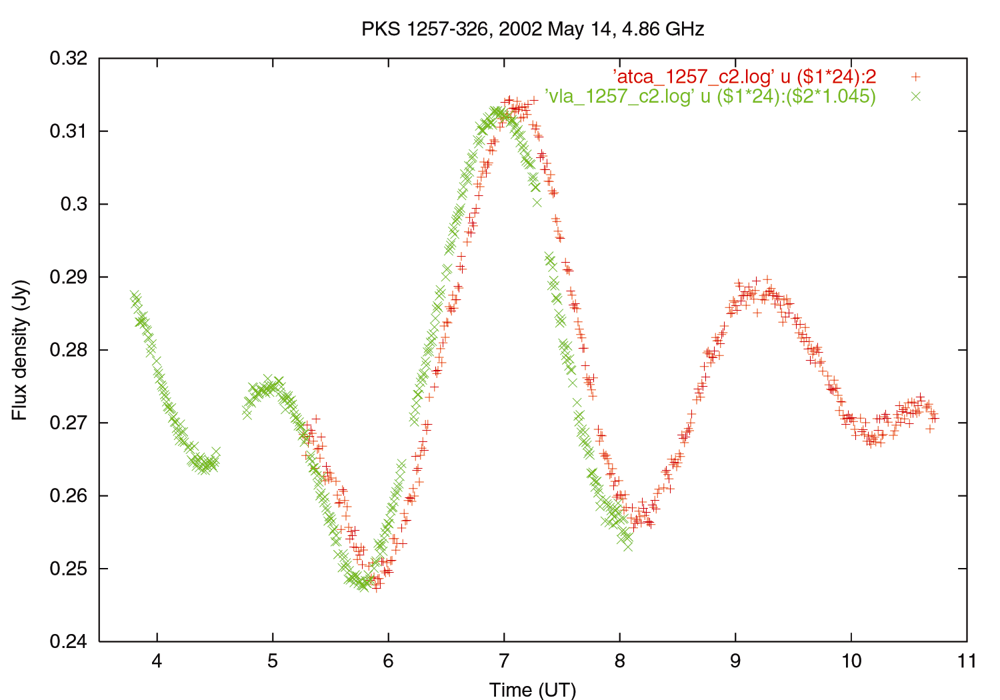 PKS 1257-326, 2002 May 14, 4.86 GHz
'atca_1257_c2.log' u ($1*24):2
'vla_1257_c2.log' u ($1*24):($2*1.045)
0.32
0.31
0.3
0.29
0.28
0.27
0.26
0.25
0.24
Flux density (Jy)
4 5 6 7 8 9 10 11
Time (UT)